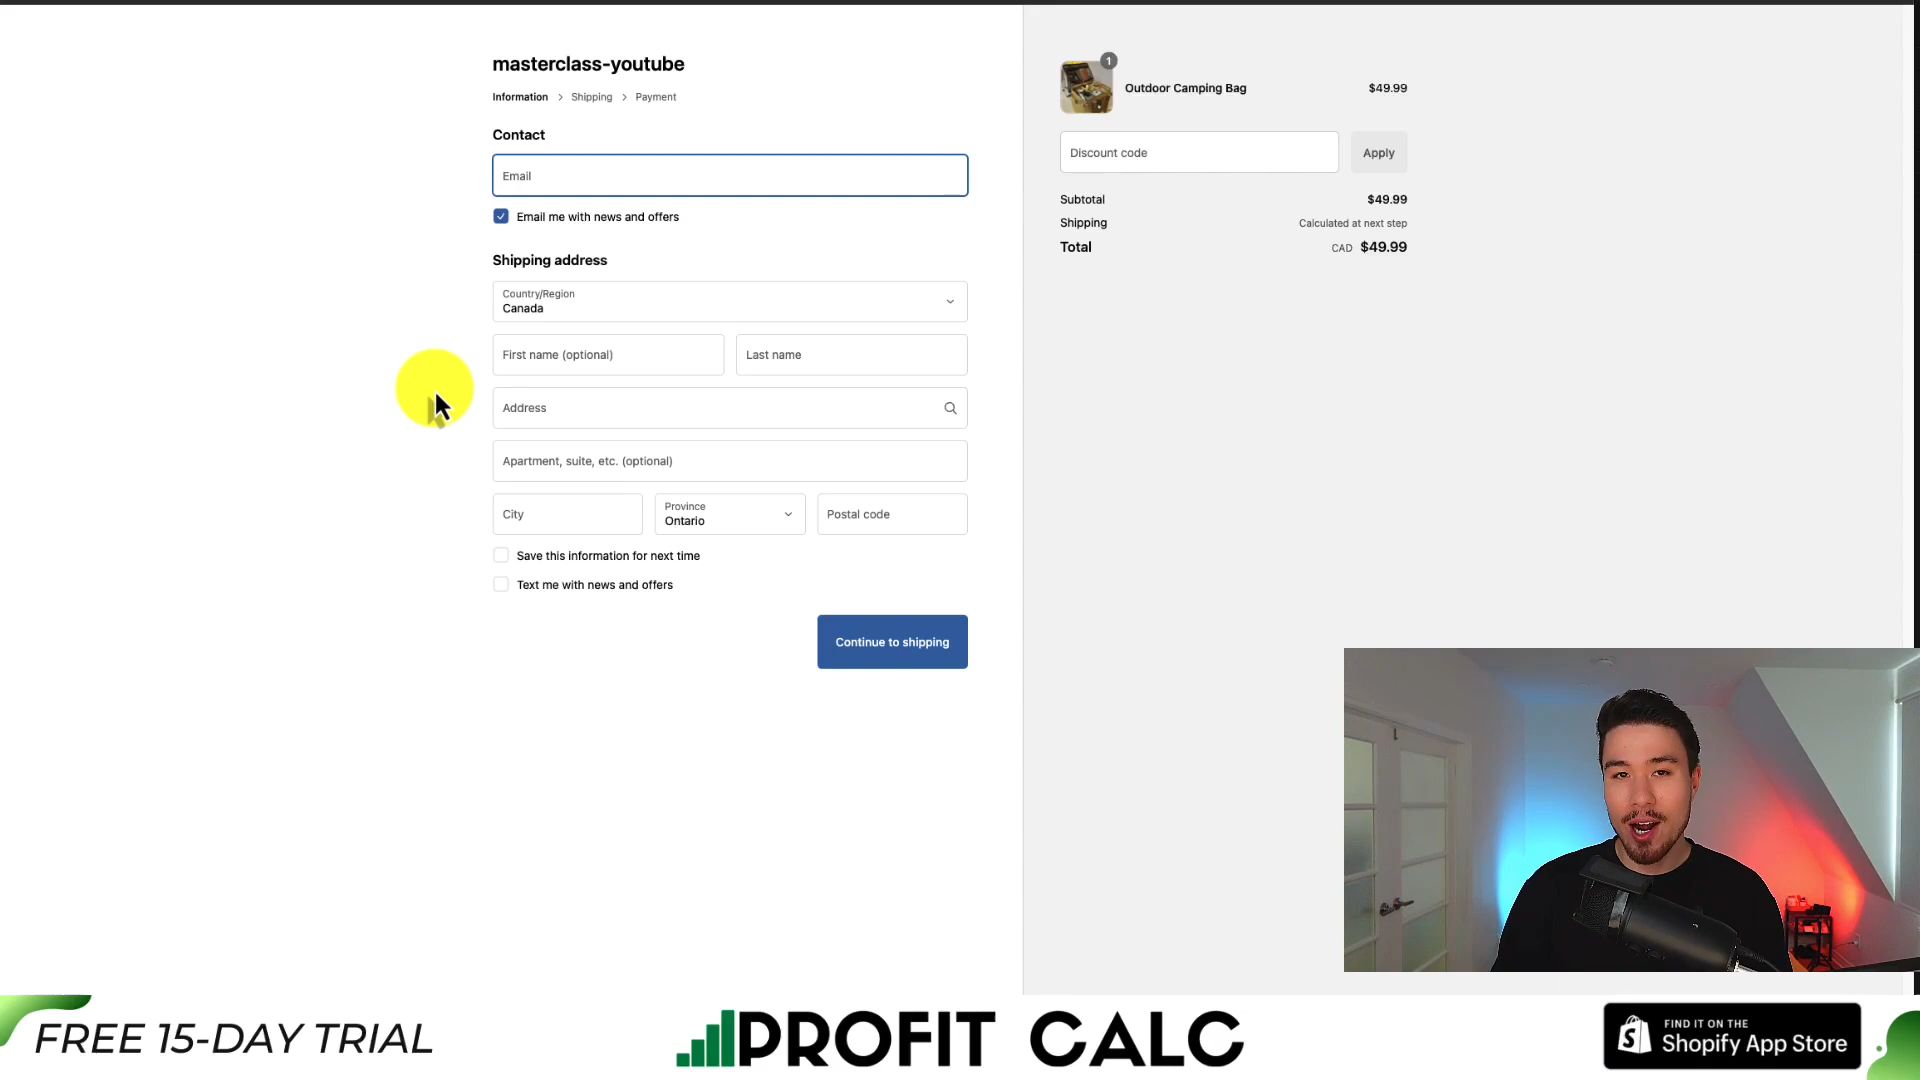 masterclass-youtube
Information > Shipping > Payment
Contact
Email
Email me with news and offers
Shipping address
Country/Region
Canada
First name (optional)
Last name
Address
Apartment, suite, etc. (optional)
City
Province
Ontario
Postal code
Save this information for next time
Text me with news and offers
Continue to shipping
1
Outdoor Camping Bag $49.99
Discount code
Apply
Subtotal $49.99
Shipping Calculated at next step
Total CAD $49.99
FREE 15-DAY TRIAL
PROFIT CALC
FIND IT ON THE
Shopify App Store